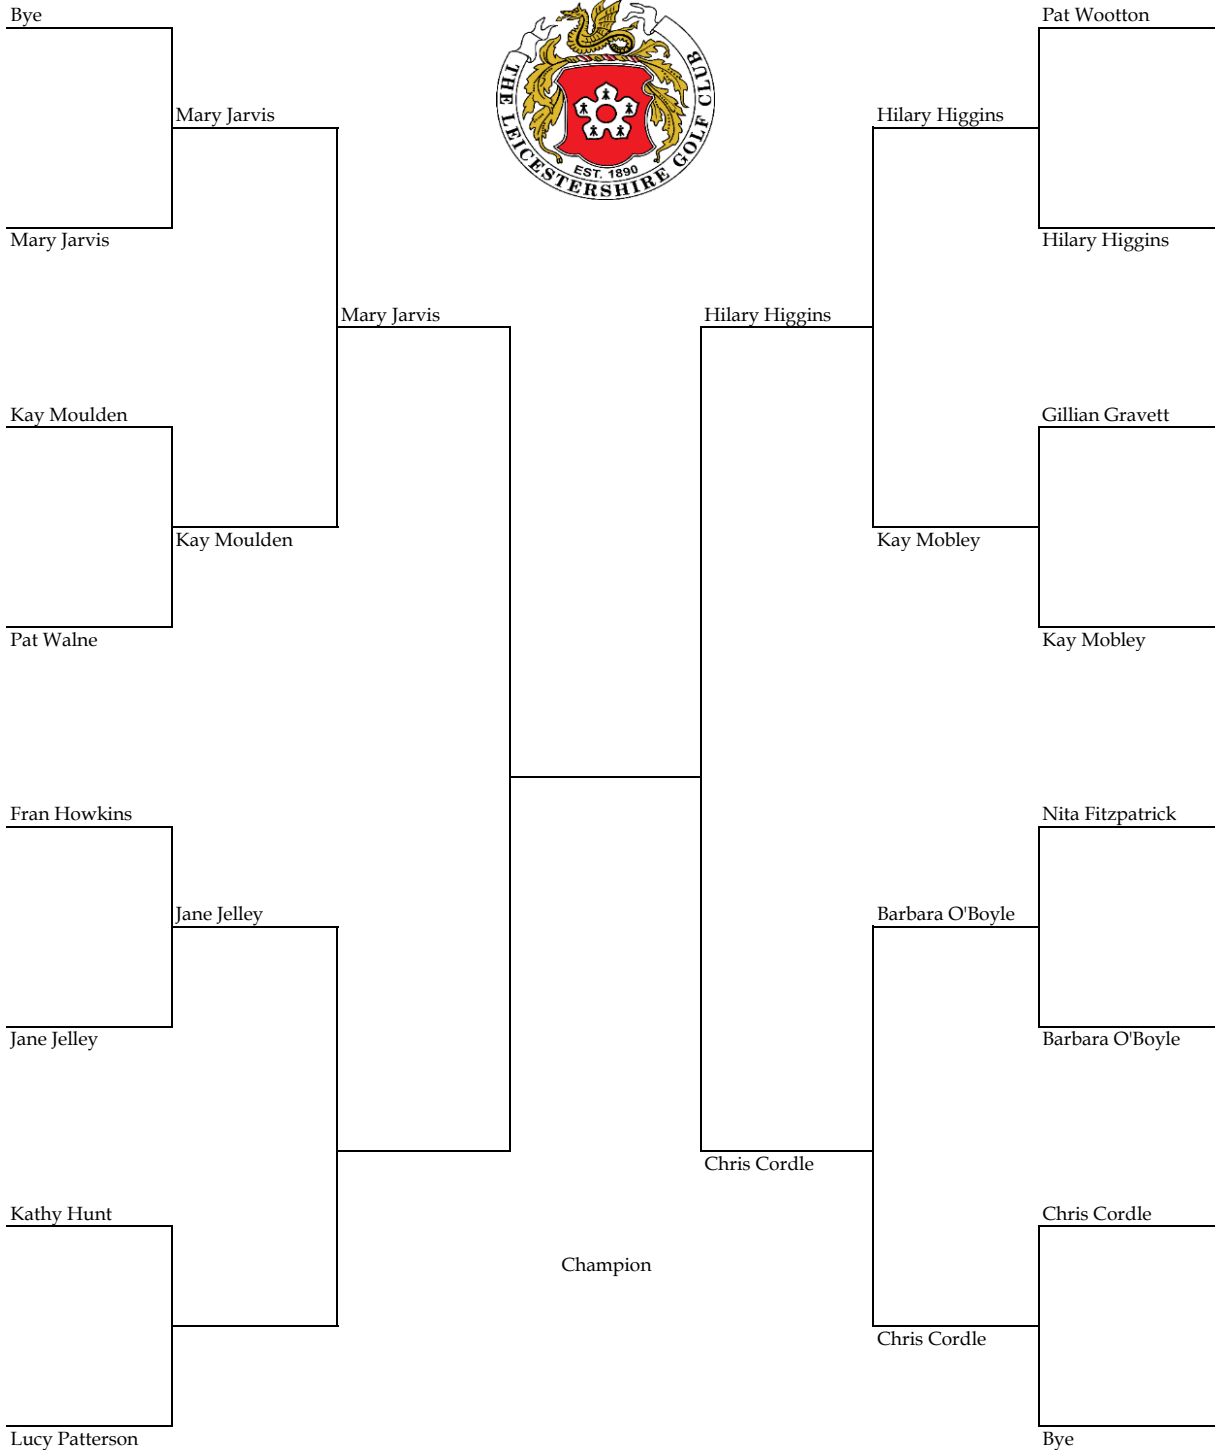 Bye
Pat Wootton
THE LEICESTERSHIRE GOLF CLUB
EST. 1890
Mary Jarvis
Hilary Higgins
Mary Jarvis
Hilary Higgins
Mary Jarvis
Hilary Higgins
Kay Moulden
Gillian Gravett
Kay Moulden
Kay Mobley
Pat Walne
Kay Mobley
Fran Howkins
Nita Fitzpatrick
Jane Jelley
Barbara O'Boyle
Jane Jelley
Barbara O'Boyle
Chris Cordle
Kathy Hunt
Chris Cordle
Champion
Chris Cordle
Lucy Patterson
Bye